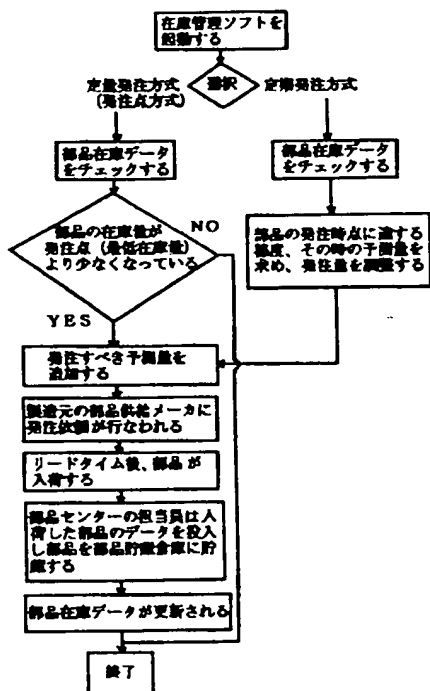 在庫管理ソフトを
起動する
選択
定量発注方式
(発注点方式)
定期発注方式
部品在庫データ
をチェックする
部品在庫データ
をチェックする
部品の在庫量が
発注点(最低在庫量)
より少なくなっている
NO
YES
部品の発注時点に達する
都度、その時の予測量を
求め、発注量を調整する
発注すべき予測量を
追加する
製造元の部品供給メーカに
発注依頼が行なわれる
リードタイム後、部品が
入荷する
部品センターの担当員は入
荷した部品のデータを投入
し部品を部品貯蔵倉庫に貯
蔵する
部品在庫データが更新される
終了